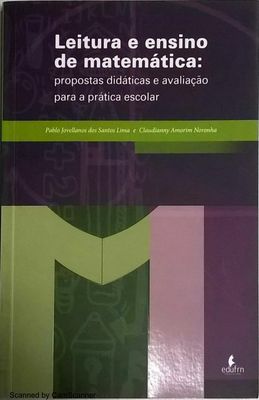 Leitura e ensino
de matemática:
propostas didáticas e avaliação
para a prática escolar
Pablo Jovellanos dos Santos Lima e Claudianny Amorim Noronha
edufrn
Scanned by CamScanner